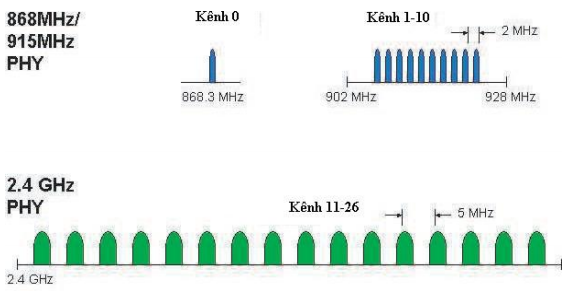 868MHz/
915MHz
PHY
Kênh 0
868.3 MHz
Kênh 1-10
2 MHz
902 MHz
928 MHz
2.4 GHz
PHY
Kênh 11-26
5 MHz
2.4 GHz